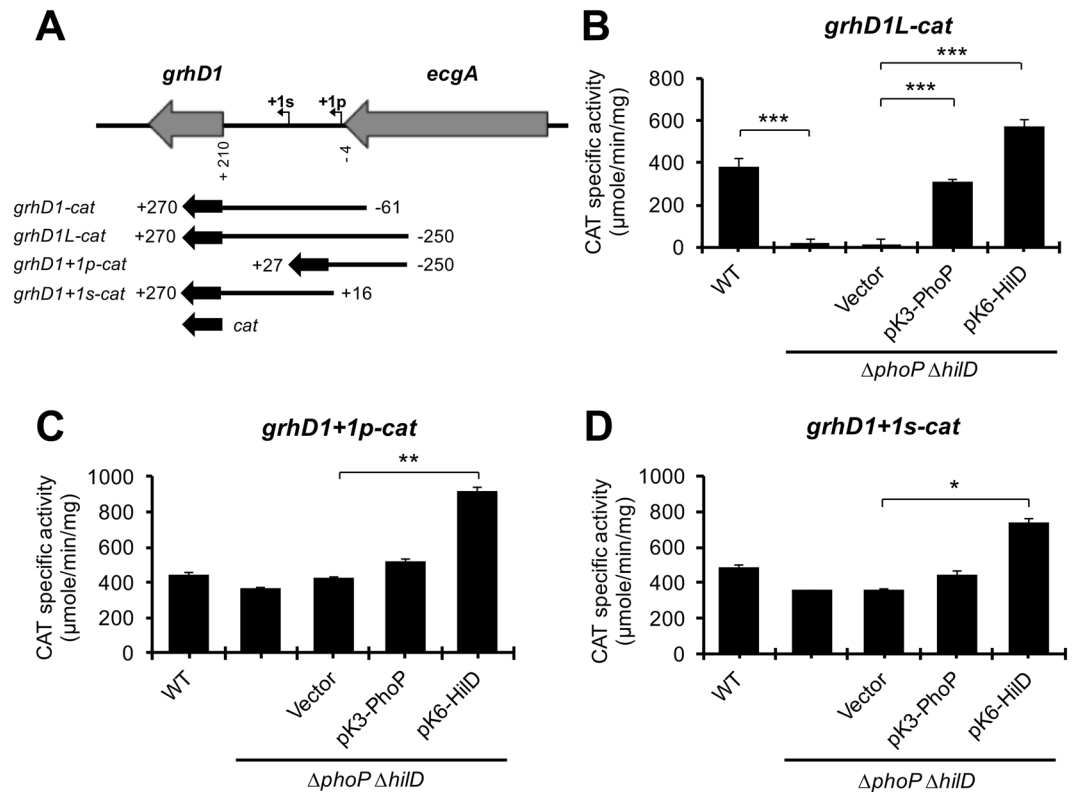 A
grhD1
ecgA
+1s
+1p
+ 210
- 4
grhD1-cat +270 -61
grhD1L-cat +270 -250
grhD1+1p-cat +27 -250
grhD1+1s-cat +270 +16
cat
B
grhD1L-cat
CAT specific activity
(µmole/min/mg)
800
600
400
200
0
***
***
***
WT
Vector
pK3-PhoP
pK6-HilD
ΔphoP ΔhilD
C
grhD1+1p-cat
CAT specific activity
(µmole/min/mg)
1000
800
600
400
200
0
**
WT
Vector
pK3-PhoP
pK6-HilD
ΔphoP ΔhilD
D
grhD1+1s-cat
CAT specific activity
(µmole/min/mg)
1000
800
600
400
200
0
*
WT
Vector
pK3-PhoP
pK6-HilD
ΔphoP ΔhilD